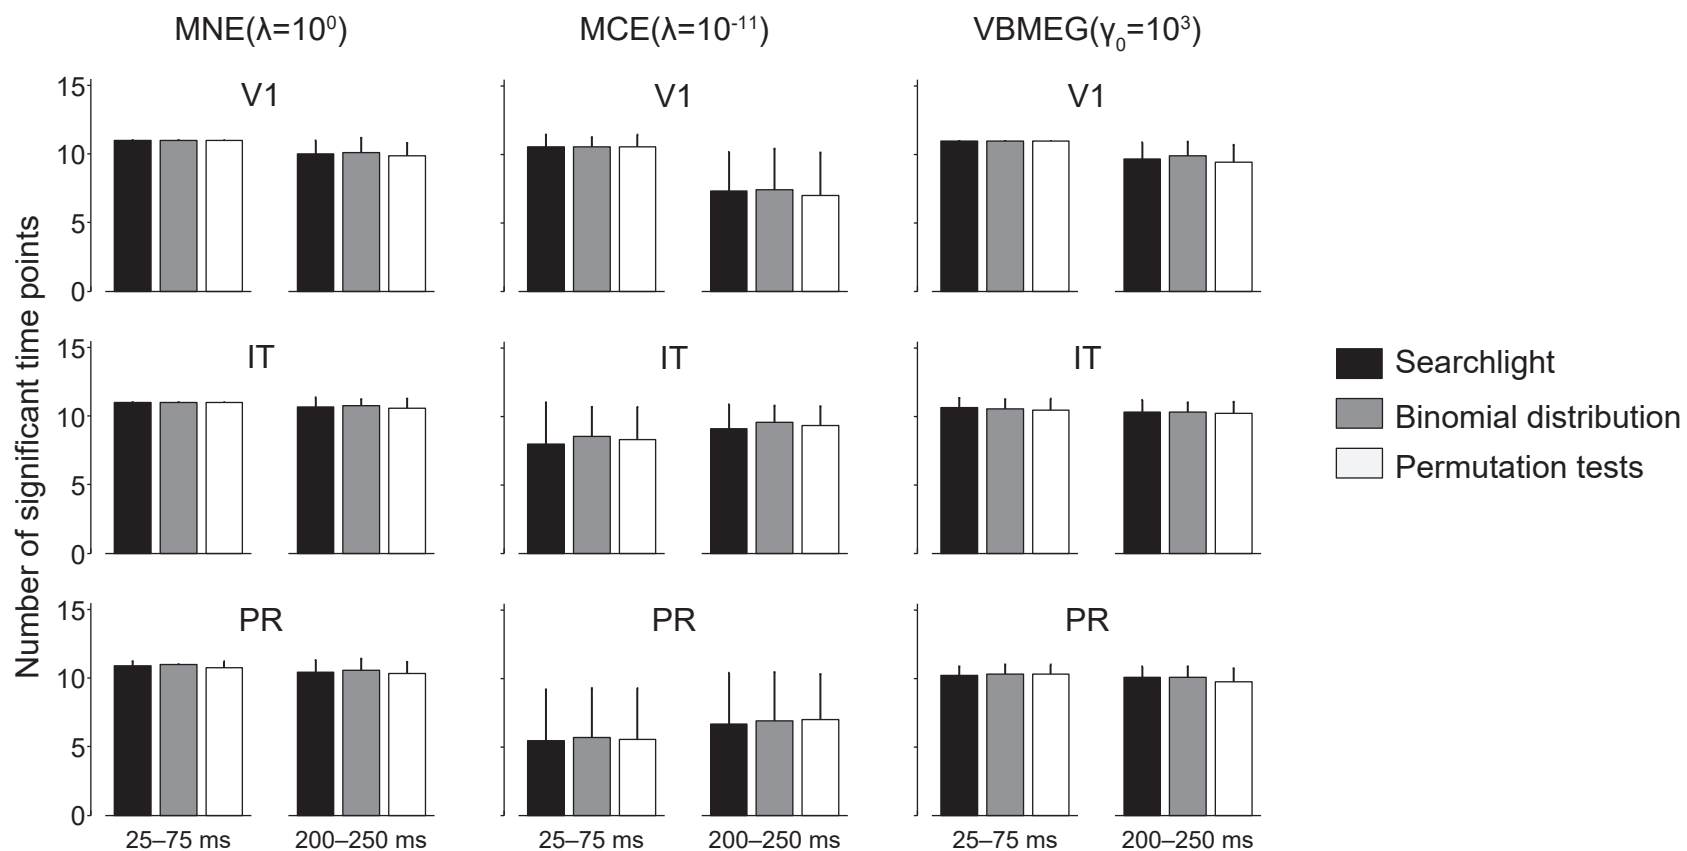 MNE(λ=10⁰)
MCE(λ=10⁻¹¹)
VBMEG(γ₀=10³)
Number of significant time points
15
10
5
0
V1
V1
V1
15
10
5
0
IT
IT
IT
15
10
5
0
PR
PR
PR
25–75 ms
200–250 ms
25–75 ms
200–250 ms
25–75 ms
200–250 ms
Searchlight
Binomial distribution
Permutation tests